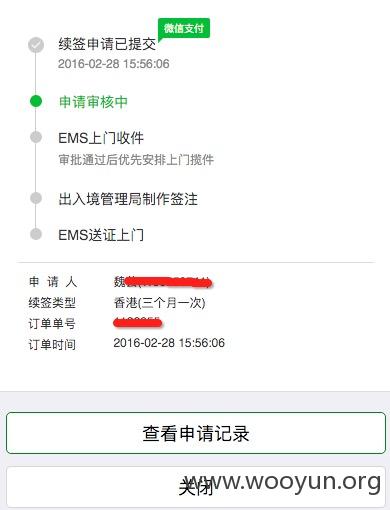 微信支付
续签申请已提交
2016-02-28 15:56:06
申请审核中
EMS上门收件
审批通过后优先安排上门揽件
出入境管理局制作签注
EMS送证上门
申 请 人 魏
续签类型 香港(三个月一次)
订单单号
订单时间 2016-02-28 15:56:06
查看申请记录
关闭
www.wooyun.org